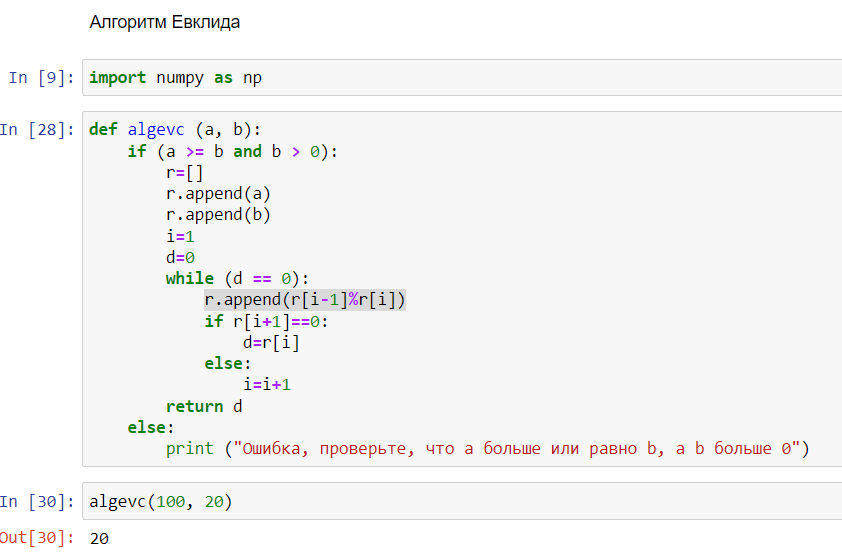 Алгоритм Евклида
In [9]: import numpy as np
In [28]: def algevc (a, b):
    if (a >= b and b > 0):
        r=[]
        r.append(a)
        r.append(b)
        i=1
        d=0
        while (d == 0):
            r.append(r[i-1]%r[i])
            if r[i+1]==0:
                d=r[i]
            else:
                i=i+1
        return d
    else:
        print ("Ошибка, проверьте, что a больше или равно b, а b больше 0")
In [30]: algevc(100, 20)
Out[30]: 20